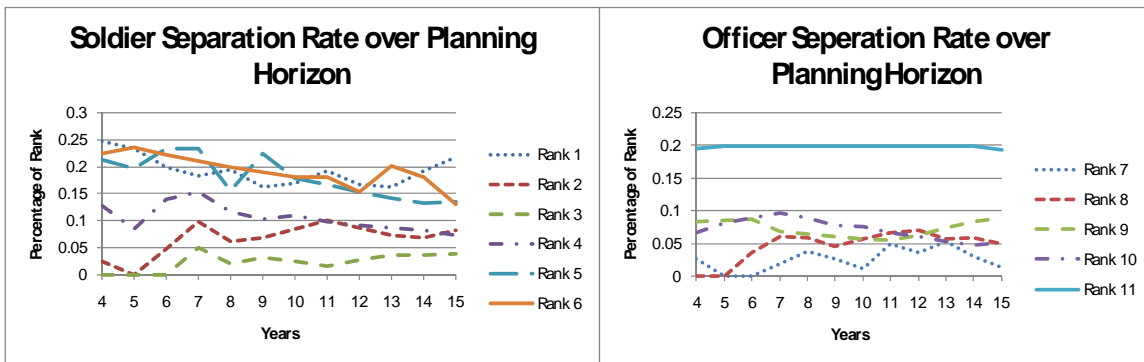 Soldier Separation Rate over Planning
Horizon
Percentage of Rank
0.3
0.25
0.2
0.15
0.1
0.05
0
4 5 6 7 8 9 10 11 12 13 14 15
Years
Rank 1
Rank 2
Rank 3
Rank 4
Rank 5
Rank 6
Officer Seperation Rate over
Planning Horizon
Percentage of Rank
0.25
0.2
0.15
0.1
0.05
0
4 5 6 7 8 9 10 11 12 13 14 15
Years
Rank 7
Rank 8
Rank 9
Rank 10
Rank 11